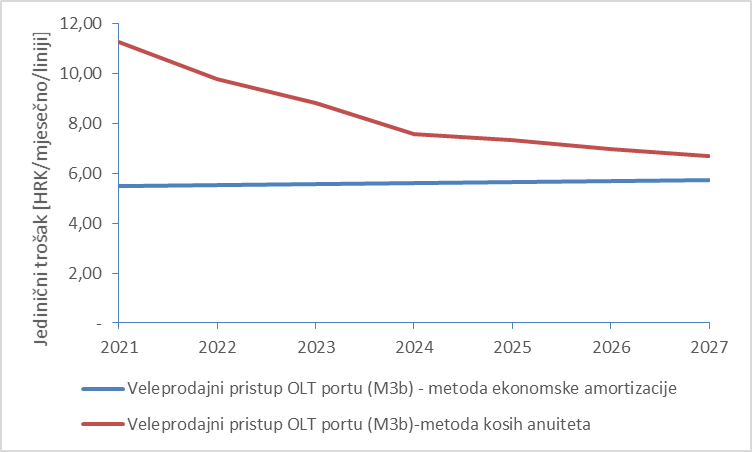 Jedinični trošak [HRK/mjesečno/liniji]
12,00
10,00
8,00
6,00
4,00
2,00
-
2021 2022 2023 2024 2025 2026 2027
Veleprodajni pristup OLT portu (M3b) - metoda ekonomske amortizacije
Veleprodajni pristup OLT portu (M3b)-metoda kosih anuiteta